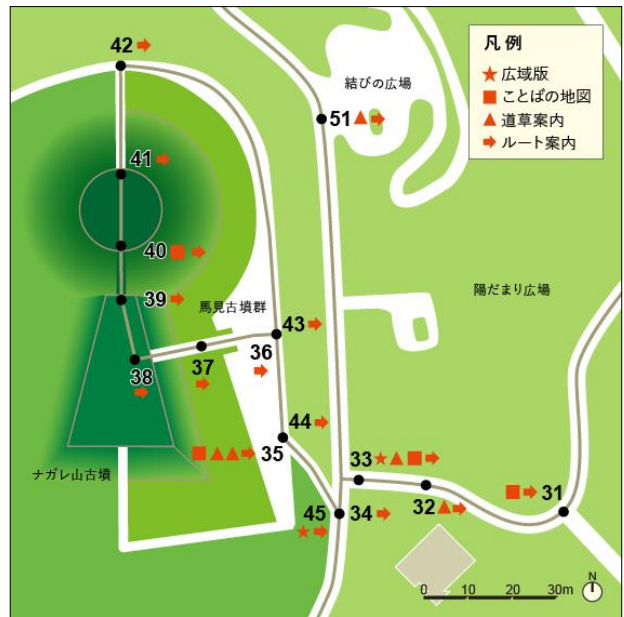 42➡
凡例
★広域版
■ことばの地図
▲道草案内
➡ルート案内
結びの広場
51▲➡
41➡
40■➡
陽だまり広場
39➡
馬見古墳群
43➡
36
➡
37
➡
38
➡
44➡
■▲▲➡35
33★▲■➡
ナガレ山古墳
■➡31
32▲➡
45
★➡
34➡
0 10 20 30m
N